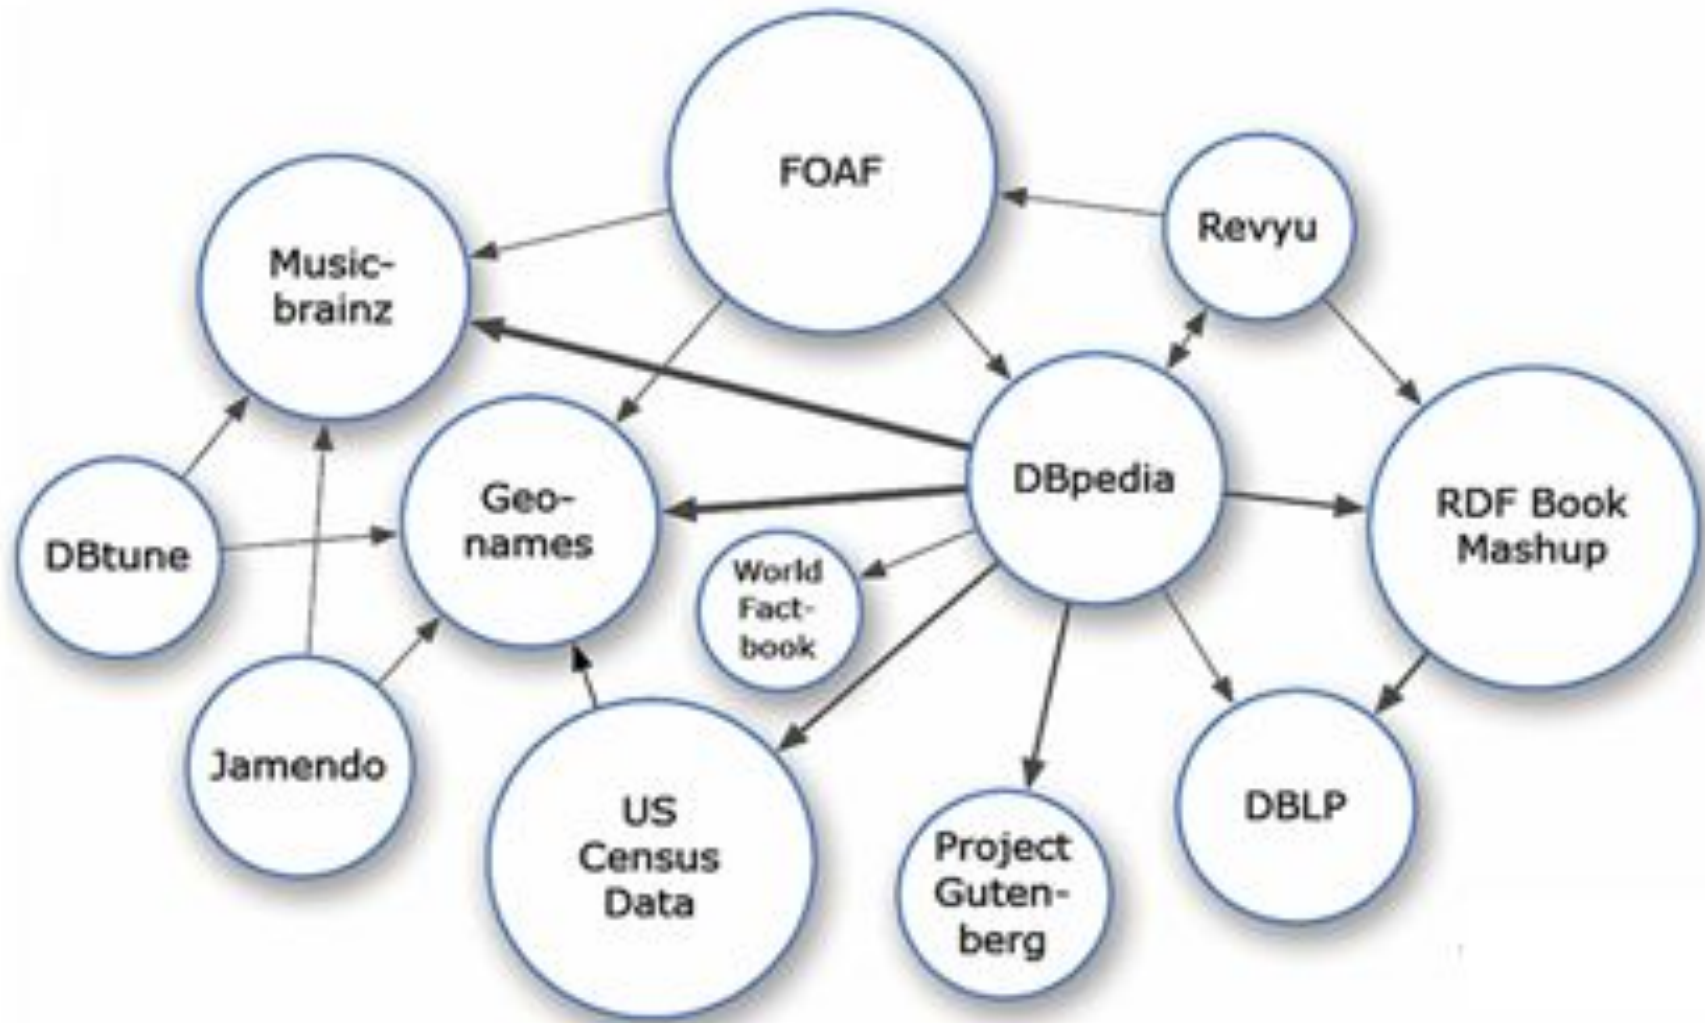 FOAF
Revyu
Music-
brainz
DBpedia
Geo-
names
RDF Book
Mashup
DBtune
World
Fact-
book
Jamendo
US
Census
Data
Project
Guten-
berg
DBLP